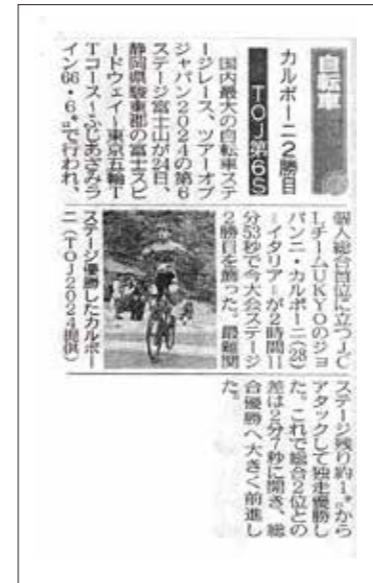 自転車
カルボーニ2勝目
TOJ第6S
国内最大の自転車ステ
ージレース、ツアーオブ
ジャパン2024の第6
ステージ富士山が24日、
静岡県駿東郡の富士スピ
ードウェイ〜東京五輪T
Tコース〜ふじあざみラ
イン66・6㌔で行われ、
個人総合首位に立つJC
LチームUKYOのジョ
バンニ・カルボーニ(28)
=イタリア=が2時間11
分53秒で今大会ステージ
2勝目を飾った。最難関
ステージ残り約1㌔から
アタックして独走優勝し
た。これで総合2位との
差は2分7秒に開き、総
合優勝へ大きく前進し
た。
ステージ優勝したカルボー
ニ(TOJ2024提供)